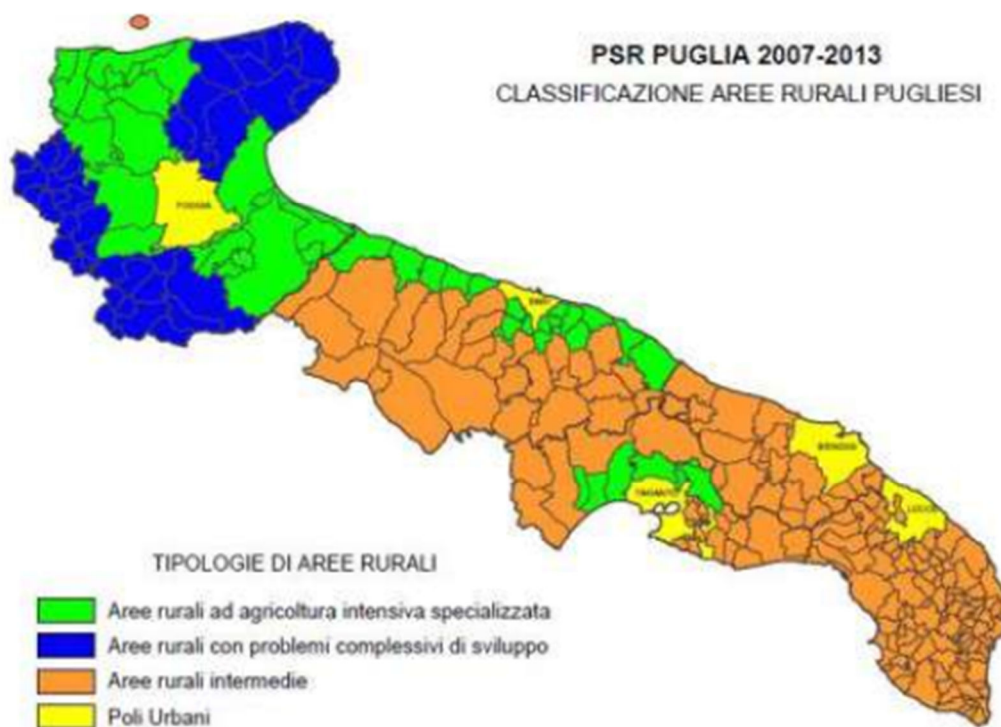 PSR PUGLIA 2007-2013
CLASSIFICAZIONE AREE RURALI PUGLIESI
FOGGIA
BARI
BRINDISI
TARANTO
LECCE
TIPOLOGIE DI AREE RURALI
Aree rurali ad agricoltura intensiva specializzata
Aree rurali con problemi complessivi di sviluppo
Aree rurali intermedie
Poli Urbani